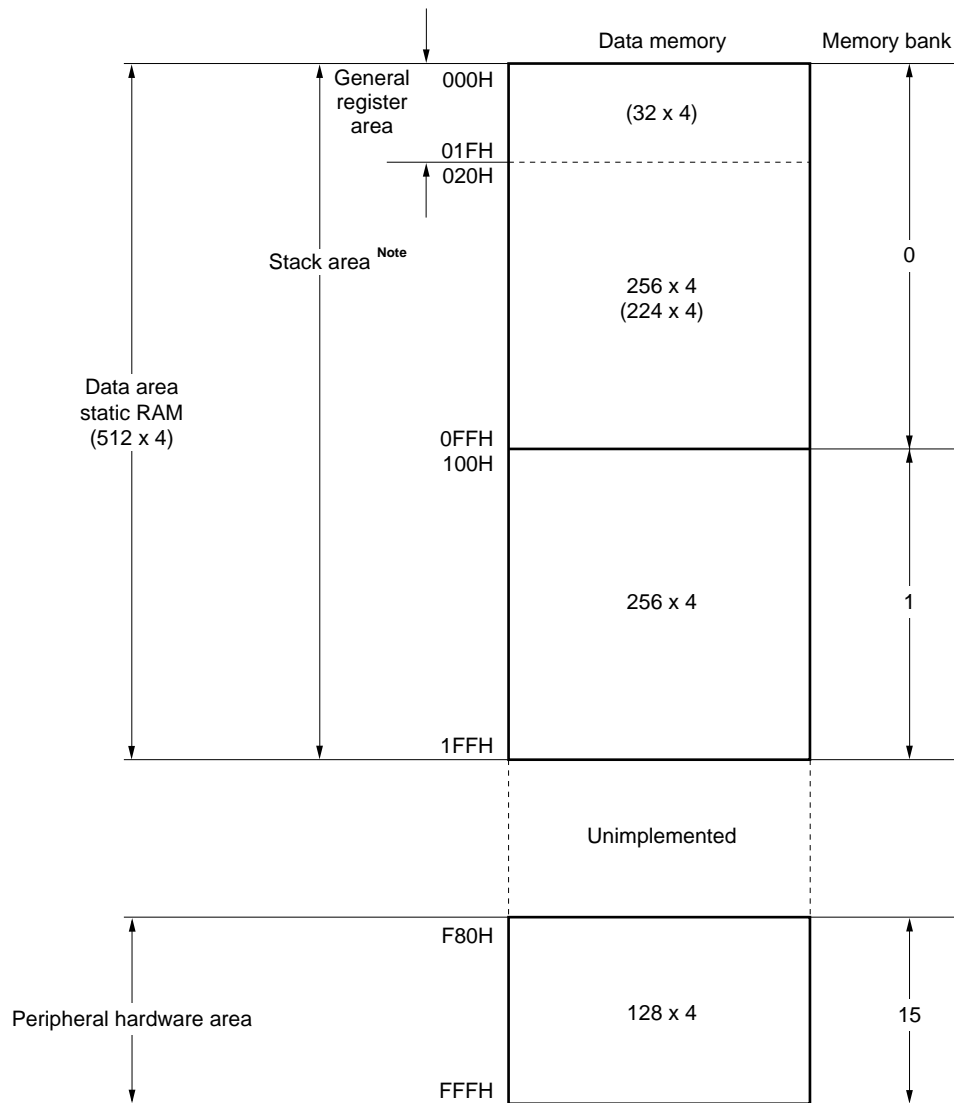 Data memory
Memory bank
General
register
area
000H
(32 x 4)
01FH
020H
Stack area Note
256 x 4
(224 x 4)
0
Data area
static RAM
(512 x 4)
0FFH
100H
256 x 4
1
1FFH
Unimplemented
F80H
Peripheral hardware area
128 x 4
15
FFFH